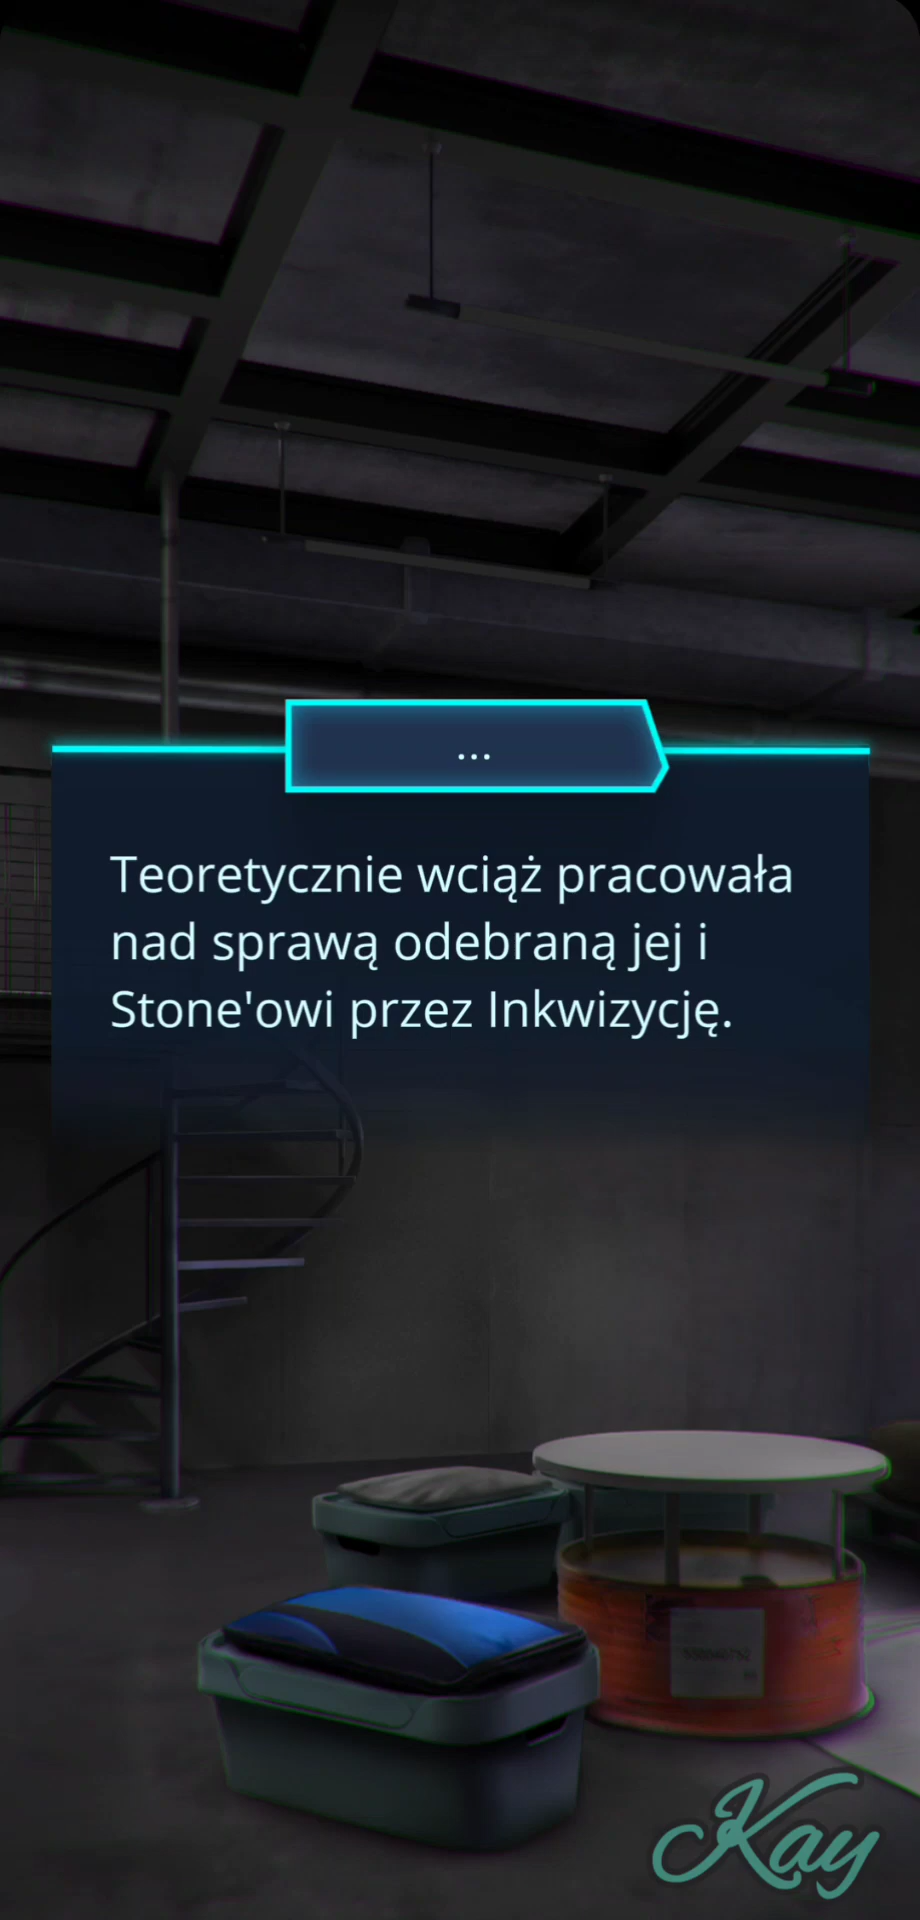 ...
Teoretycznie wciąż pracowała
nad sprawą odebraną jej i
Stone'owi przez Inkwizycję.
Kay